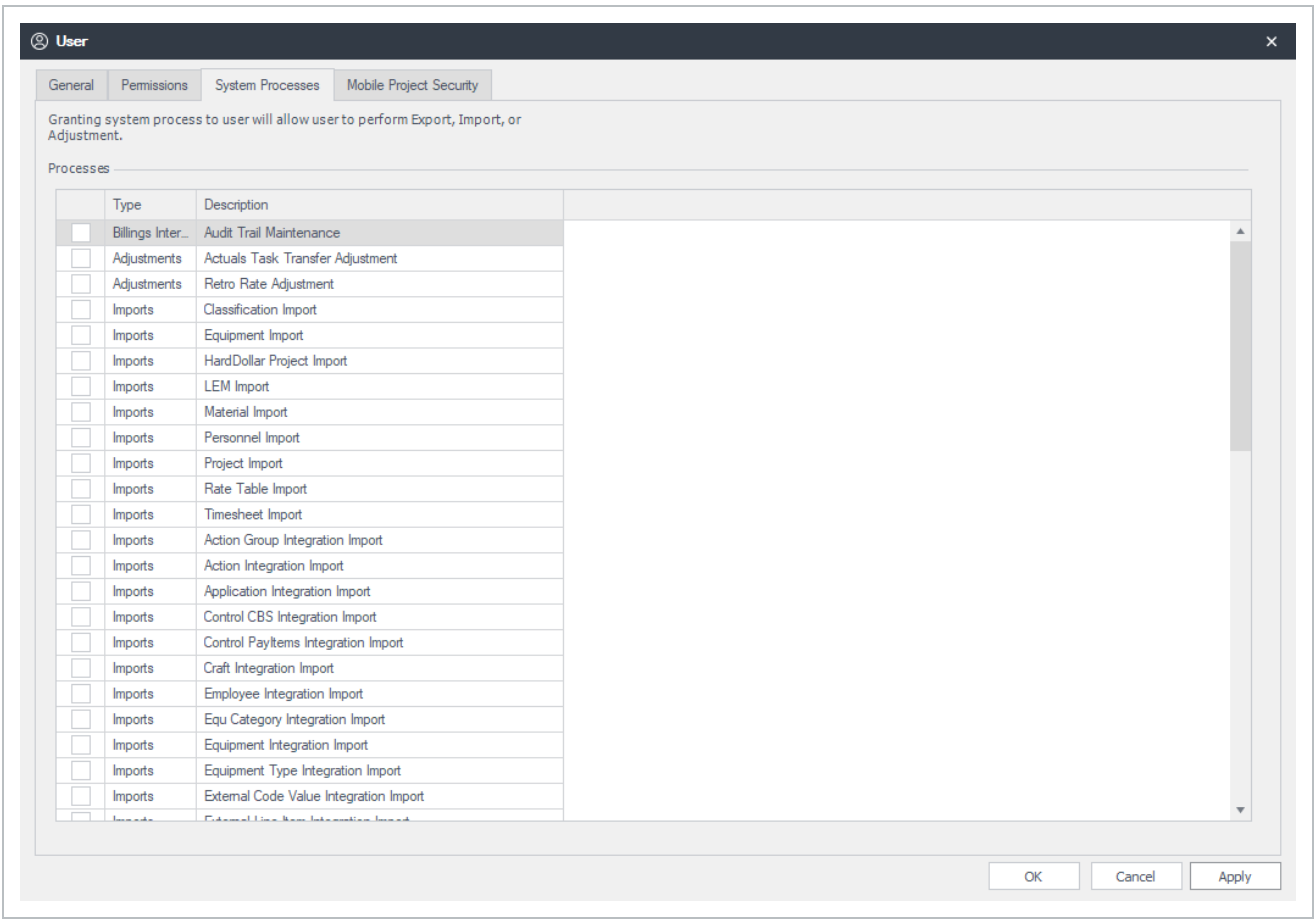 User
General Permissions System Processes Mobile Project Security
Granting system process to user will allow user to perform Export, Import, or
Adjustment.
Processes
Type Description
Billings Inter... Audit Trail Maintenance
Adjustments Actuals Task Transfer Adjustment
Adjustments Retro Rate Adjustment
Imports Classification Import
Imports Equipment Import
Imports HardDollar Project Import
Imports LEM Import
Imports Material Import
Imports Personnel Import
Imports Project Import
Imports Rate Table Import
Imports Timesheet Import
Imports Action Group Integration Import
Imports Action Integration Import
Imports Application Integration Import
Imports Control CBS Integration Import
Imports Control PayItems Integration Import
Imports Craft Integration Import
Imports Employee Integration Import
Imports Equ Category Integration Import
Imports Equipment Integration Import
Imports Equipment Type Integration Import
Imports External Code Value Integration Import
Imports External Line Item Integration Import
OK Cancel Apply